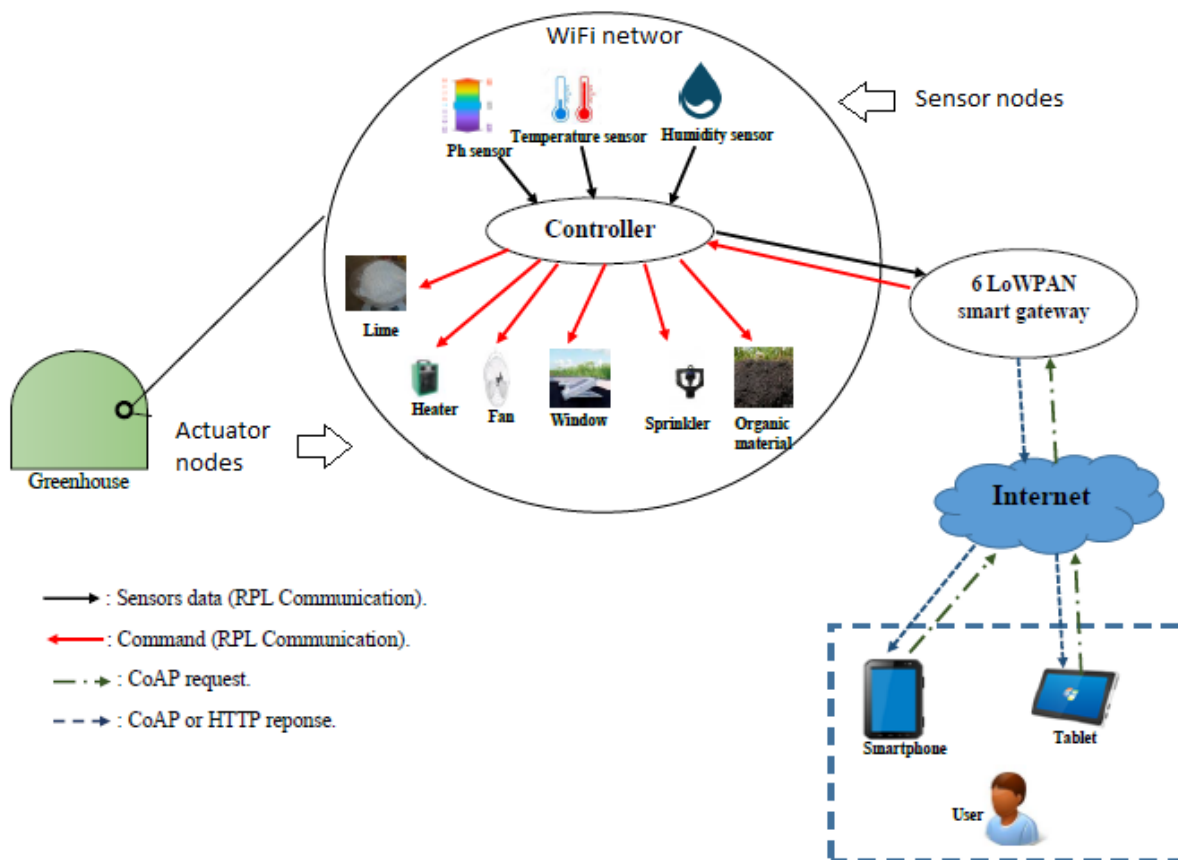 WiFi networ
Sensor nodes
Ph sensor
Temperature sensor
Humidity sensor
Controller
6 LoWPAN
smart gateway
Lime
Heater
Fan
Window
Sprinkler
Organic
material
Actuator
nodes
Greenhouse
Internet
: Sensors data (RPL Communication).
: Command (RPL Communication).
: CoAP request.
: CoAP or HTTP reponse.
Smartphone
Tablet
User